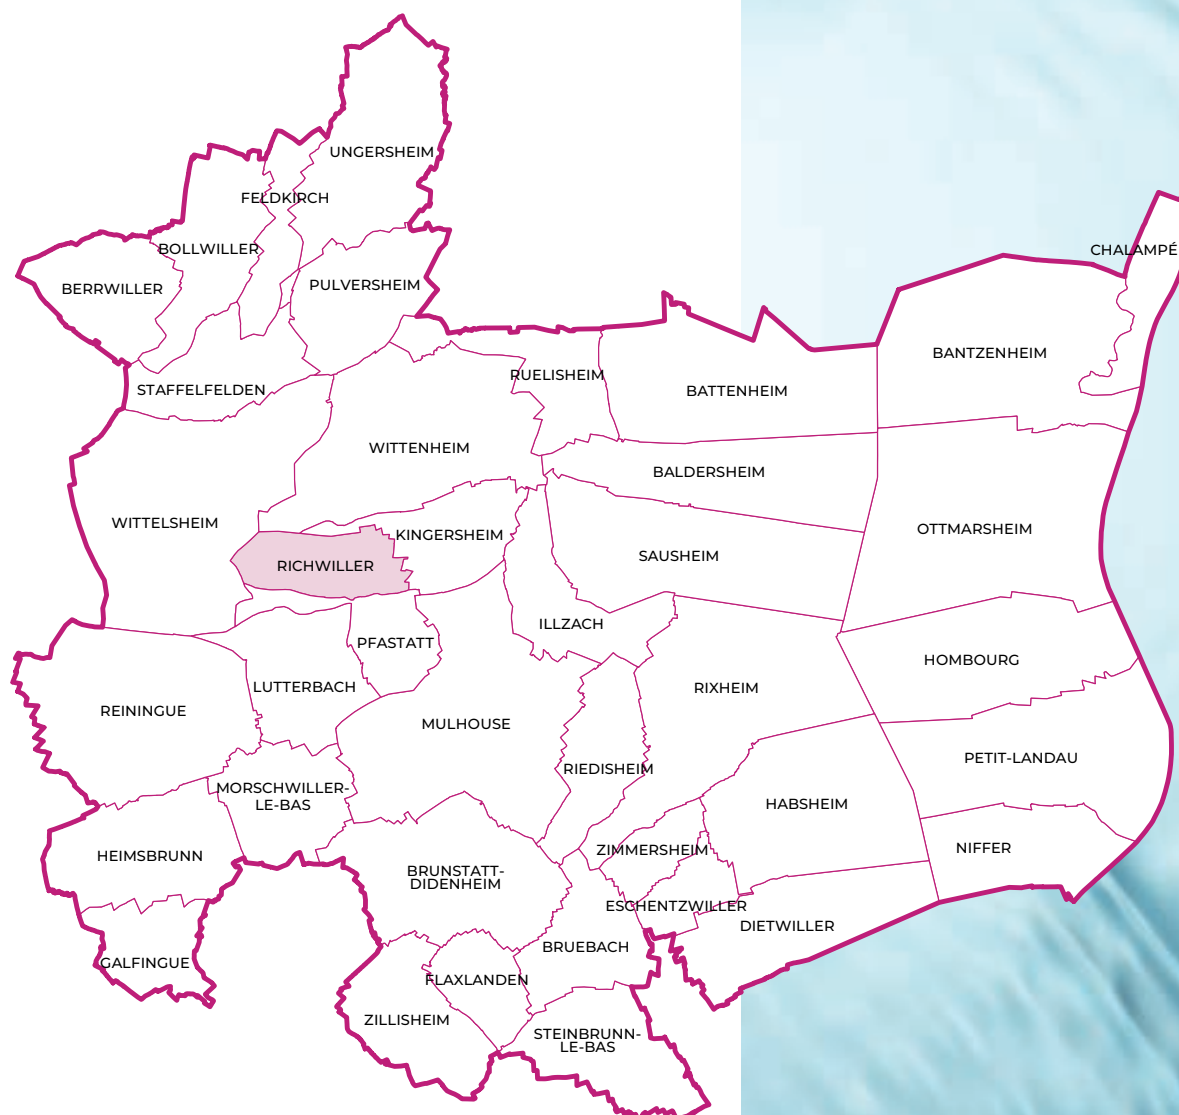 UNGERSHEIM
FELDKIRCH
BOLLWILLER
CHALAMPÉ
BERRWILLER
PULVERSHEIM
BANTZENHEIM
RUELISHEIM
STAFFELFELDEN
BATTENHEIM
WITTENHEIM
BALDERSHEIM
WITTELSHEIM
OTTMARSHEIM
KINGERSHEIM
SAUSHEIM
RICHWILLER
ILLZACH
PFASTATT
HOMBOURG
LUTTERBACH
RIXHEIM
REININGUE
MULHOUSE
PETIT-LANDAU
RIEDISHEIM
MORSCHWILLER-
LE-BAS
HABSHEIM
NIFFER
ZIMMERSHEIM
HEIMSBRUNN
BRUNSTATT-
DIDENHEIM
ESCHENTZWILLER
DIETWILLER
BRUEBACH
GALFINGUE
FLAXLANDEN
ZILLISHEIM
STEINBRUNN-
LE-BAS